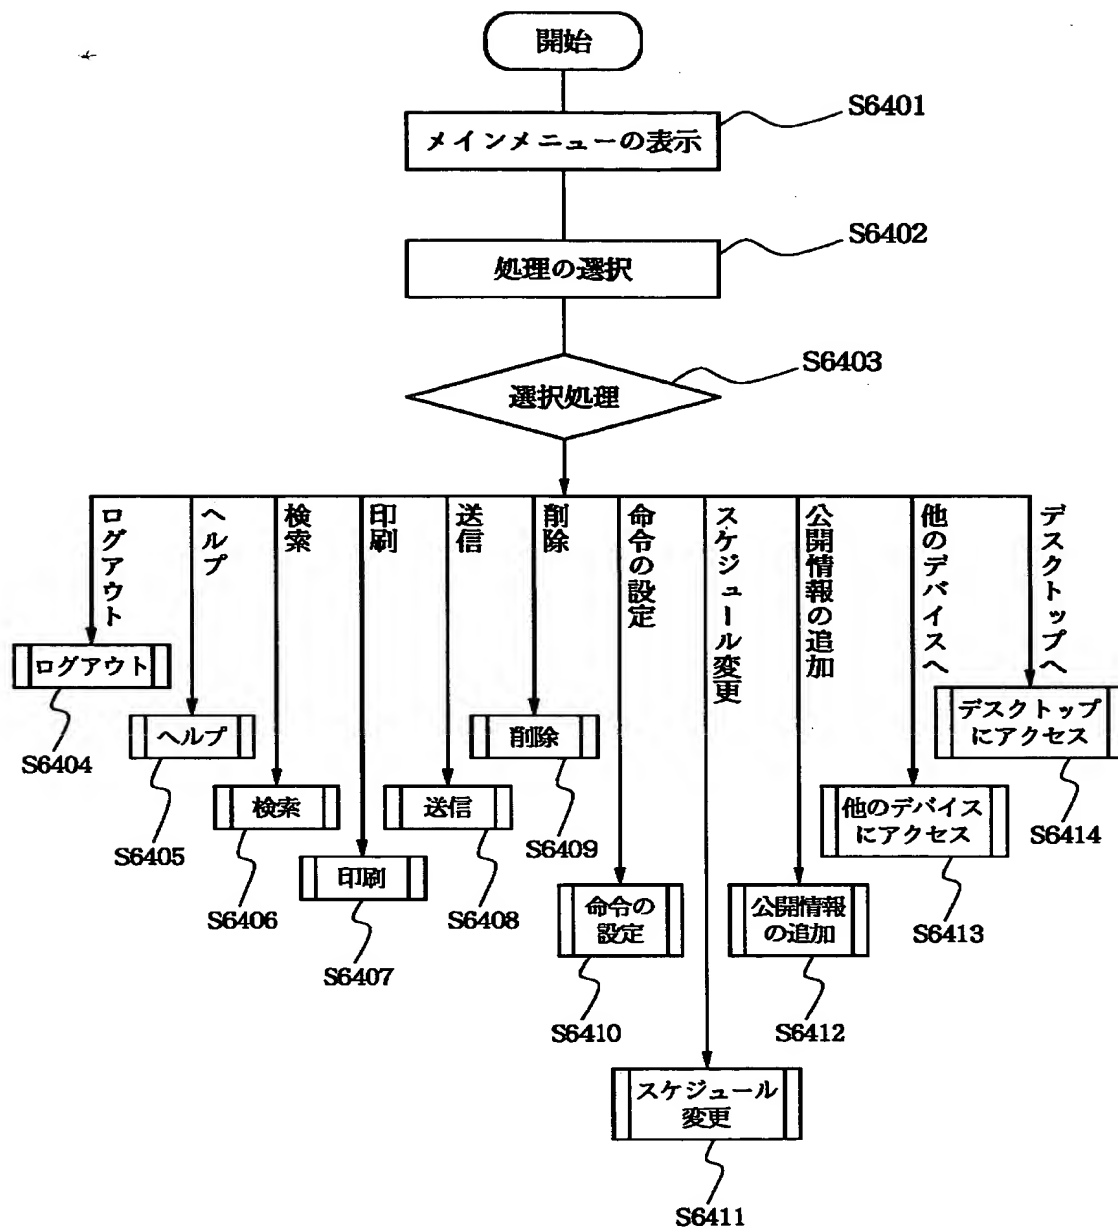 開始
S6401
メインメニューの表示
S6402
処理の選択
S6403
選択処理
ログアウト
ヘルプ
検索
印刷
送信
削除
命令の設定
スケジュール変更
公開情報の追加
他のデバイスへ
デスクトップへ
ログアウト
S6404
ヘルプ
S6405
検索
S6406
印刷
S6407
送信
S6408
削除
S6409
命令の
設定
S6410
スケジュール
変更
S6411
公開情報
の追加
S6412
他のデバイス
にアクセス
S6413
デスクトップ
にアクセス
S6414